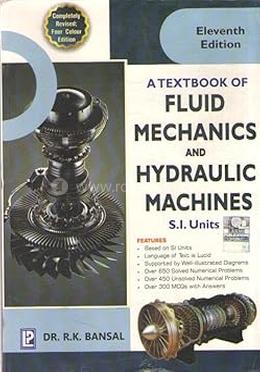 Completely
Revised;
Four Colour
Edition
Eleventh
Edition
A TEXTBOOK OF
FLUID
MECHANICS
AND
HYDRAULIC
MACHINES
S.I. Units
FEATURES
• Based on SI Units
• Language of Text is Lucid
• Supported by Well-illustrated Diagrams
• Over 650 Solved Numerical Problems
• Over 450 Unsolved Numerical Problems
• Over 300 MCQs with Answers
DR. R.K. BANSAL